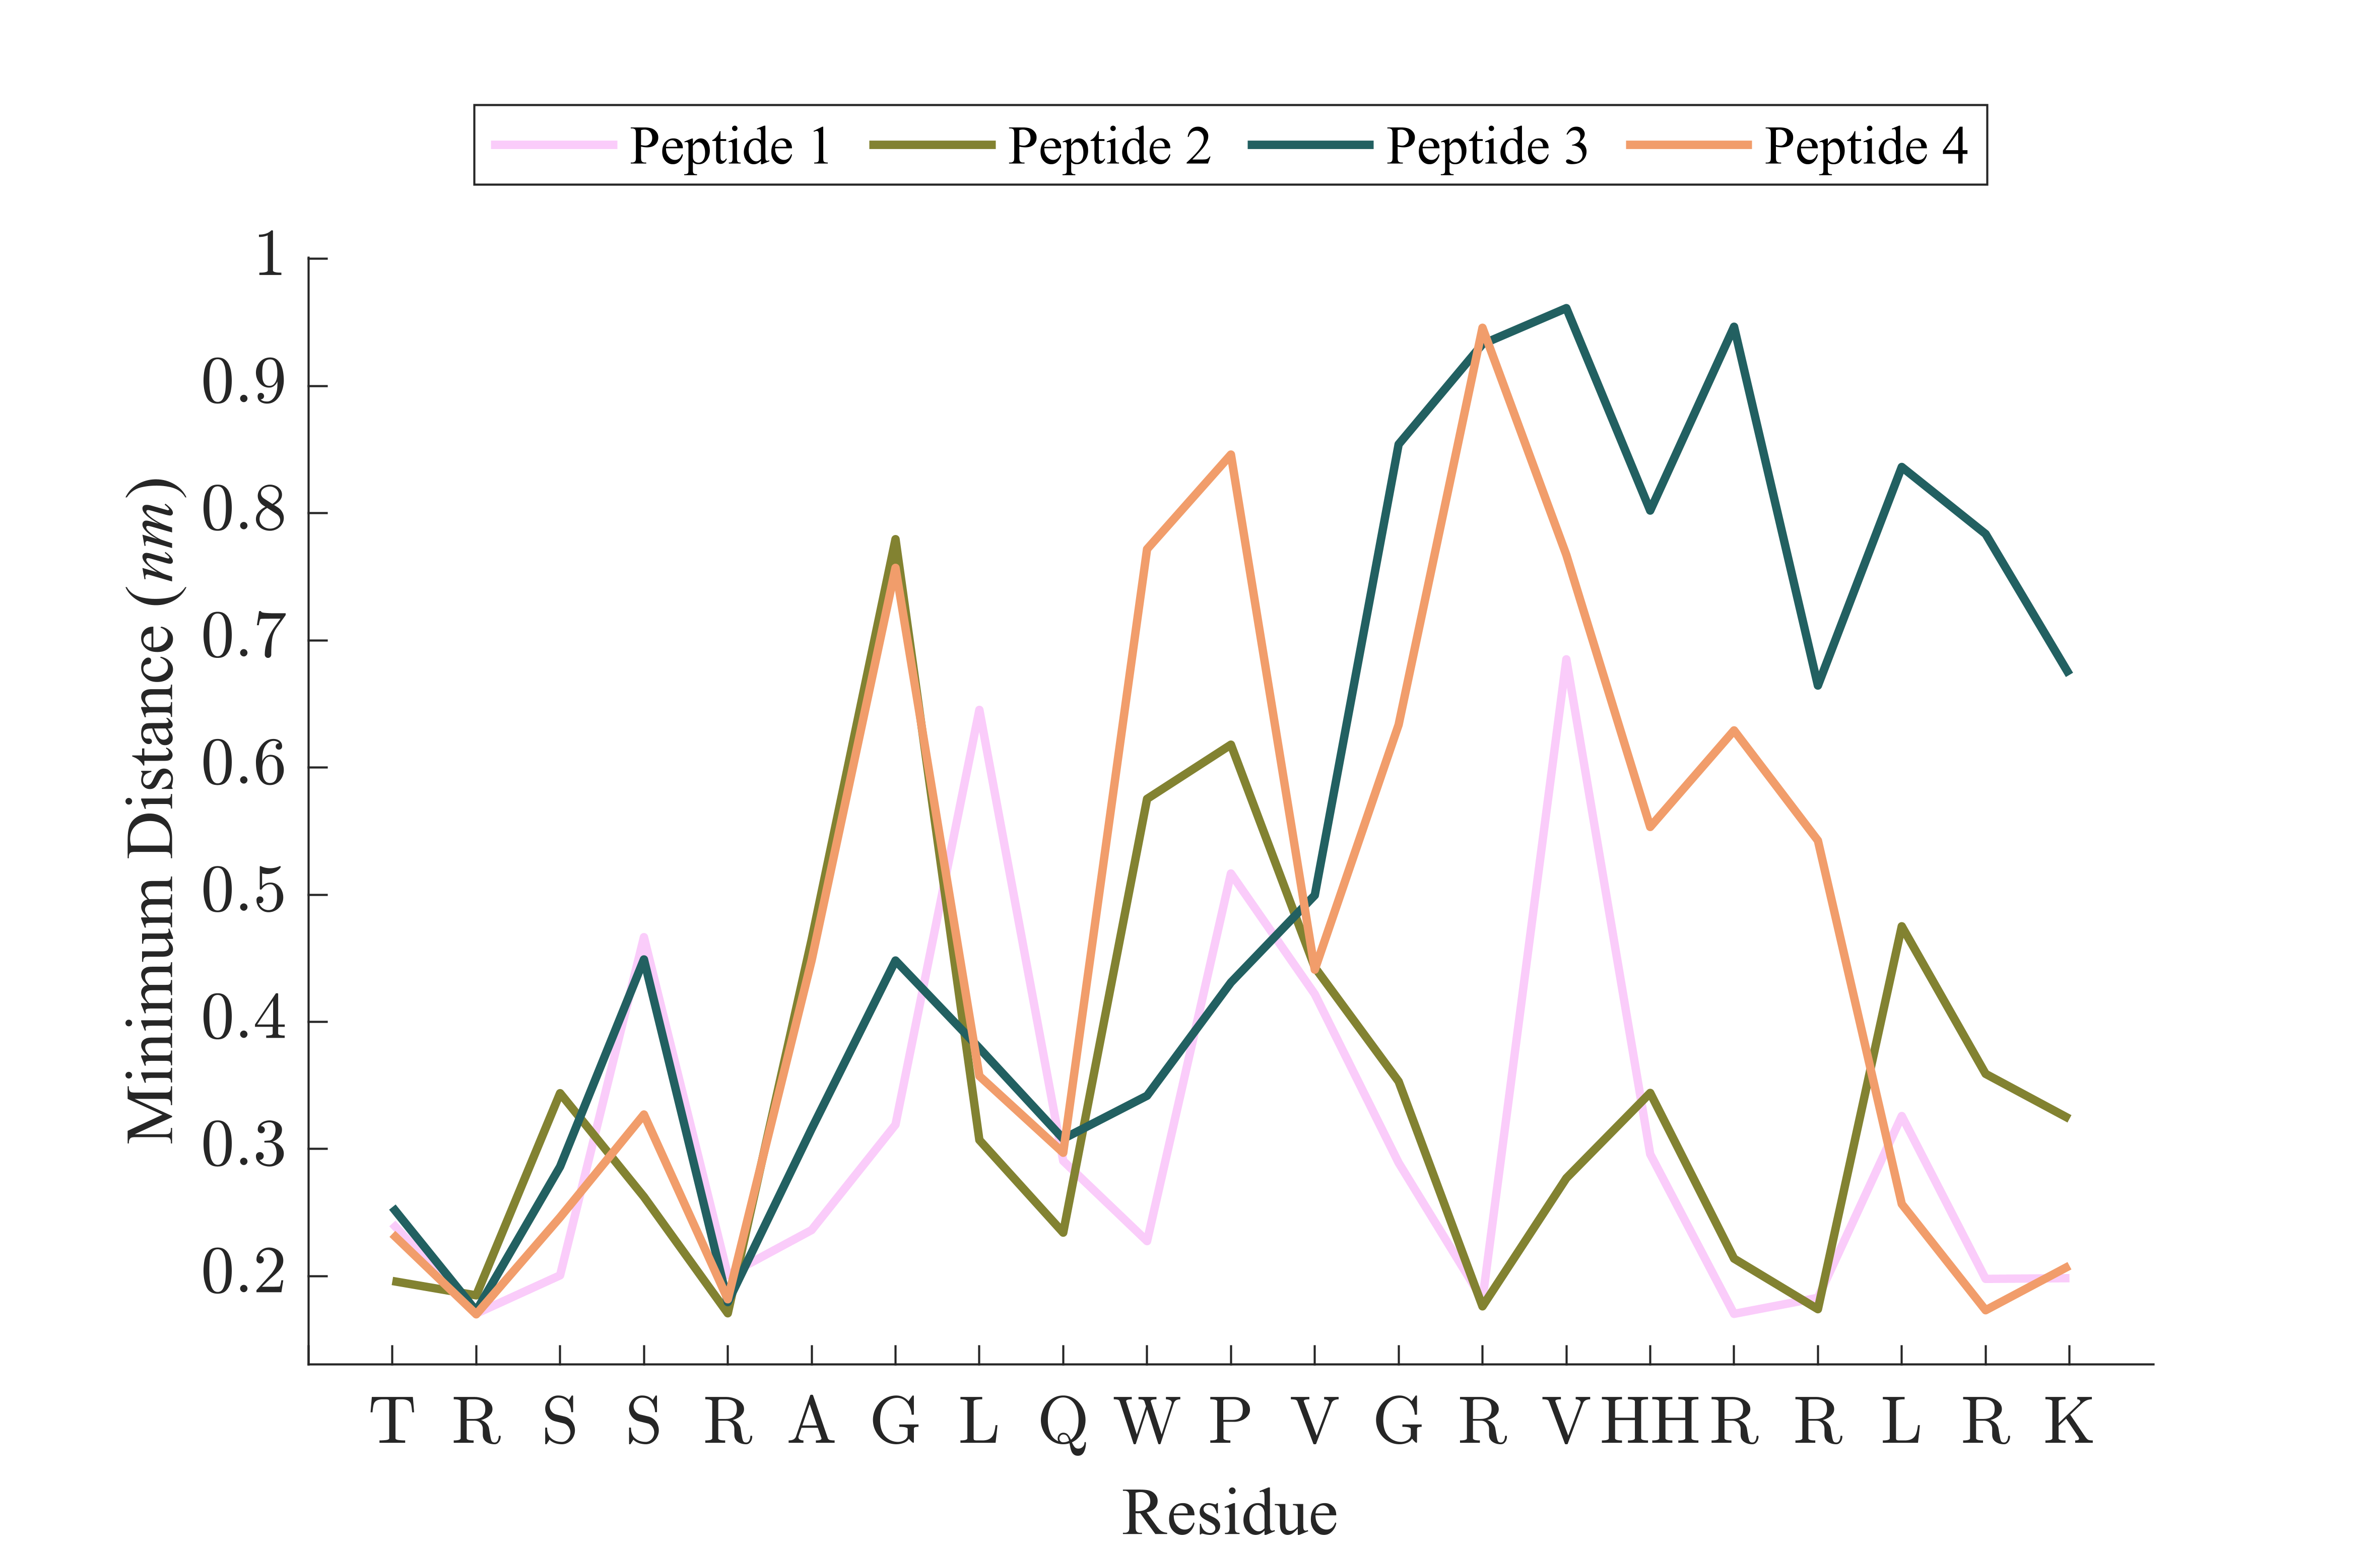 Peptide 1 Peptide 2 Peptide 3 Peptide 4
1
0.9
0.8
0.7
0.6
0.5
0.4
0.3
0.2
Minimum Distance (nm)
T R S S R A G L Q W P V G R V HHH R R L R K
Residue